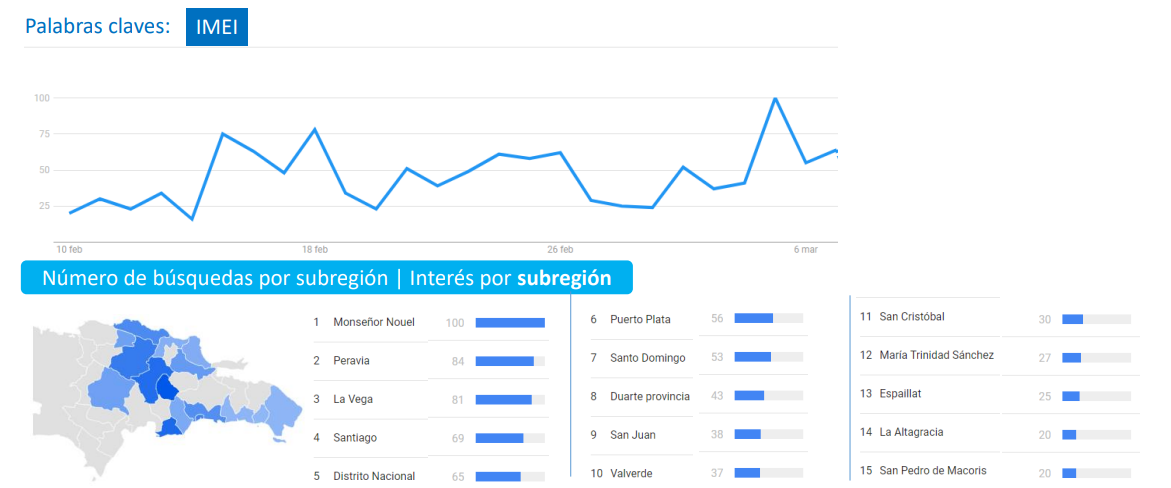 Palabras claves: IMEI
100
75
50
25
10 feb 18 feb 26 feb 6 mar
Número de búsquedas por subregión | Interés por subregión
1 Monseñor Nouel 100
2 Peravia 84
3 La Vega 81
4 Santiago 69
5 Distrito Nacional 65
6 Puerto Plata 56
7 Santo Domingo 53
8 Duarte provincia 43
9 San Juan 38
10 Valverde 37
11 San Cristóbal 30
12 María Trinidad Sánchez 27
13 Espaillat 25
14 La Altagracia 20
15 San Pedro de Macoris 20